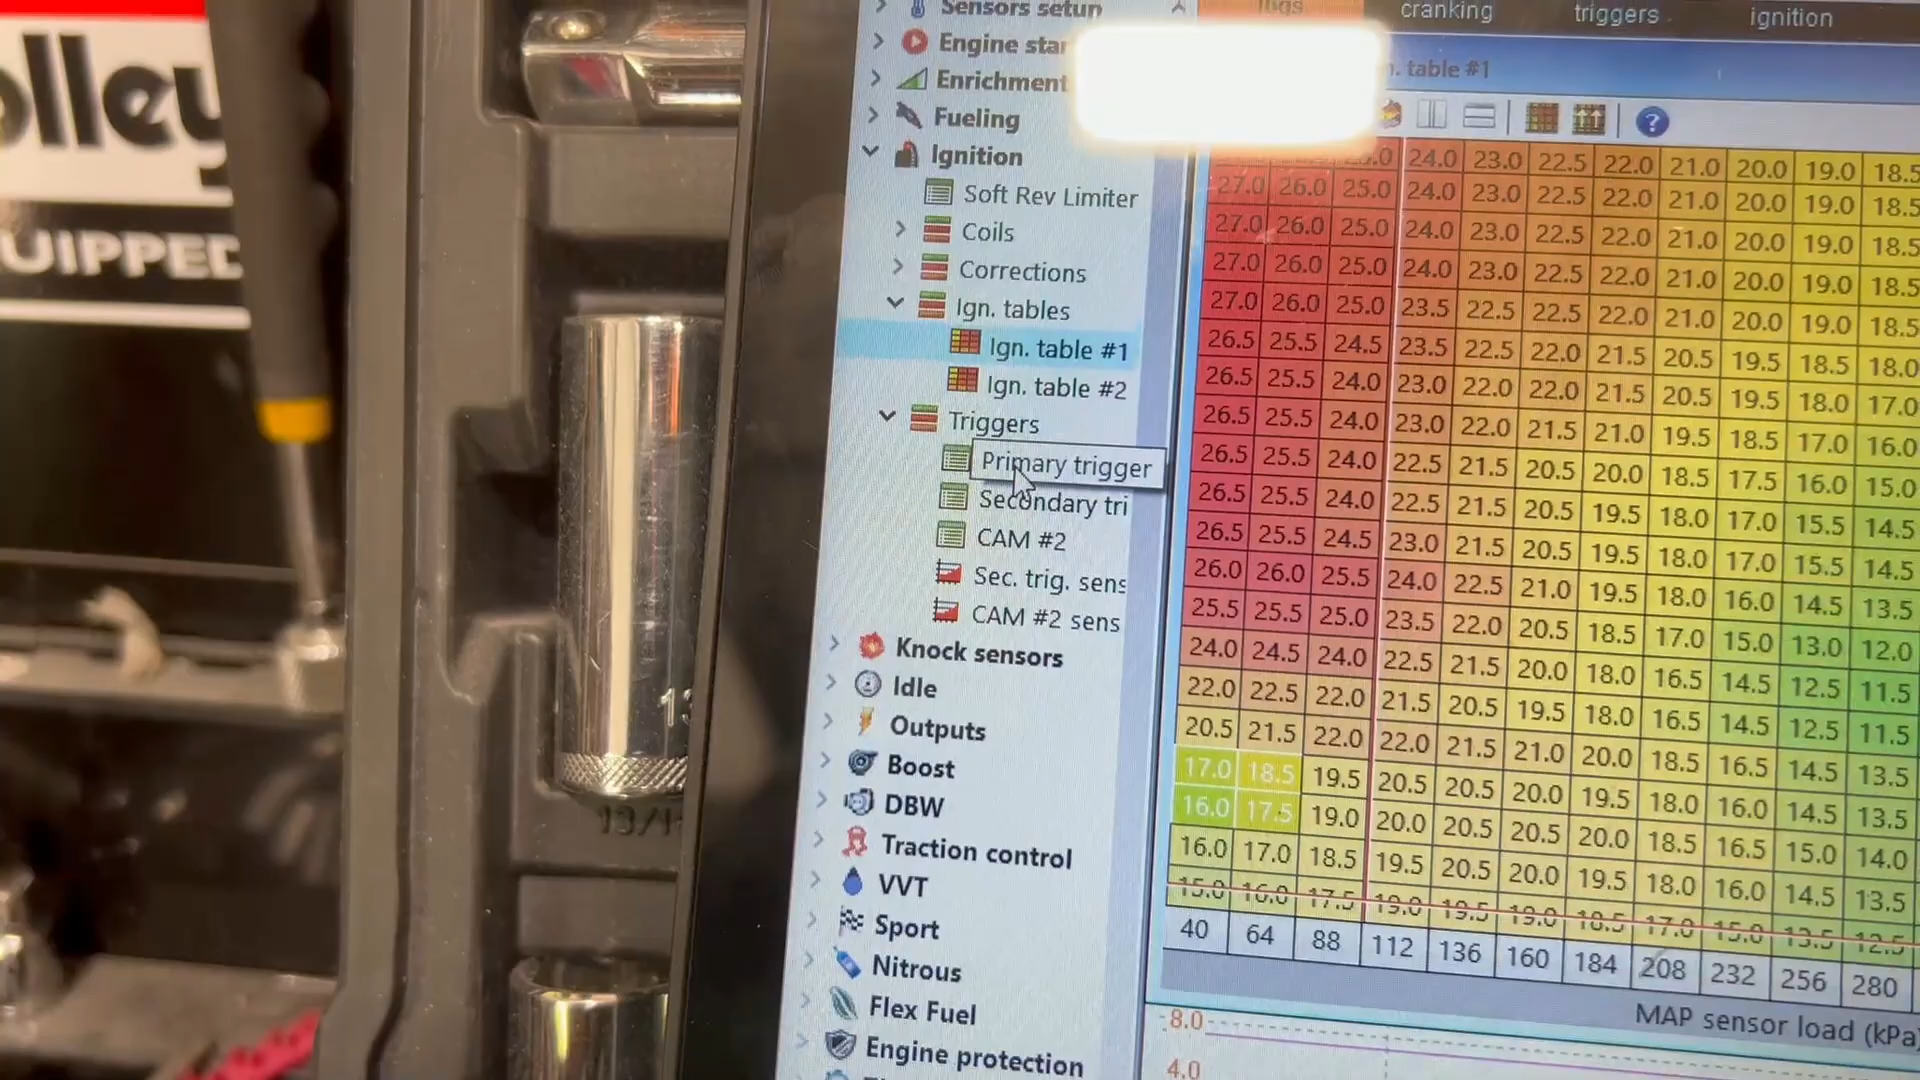 olley
UIPPED
13/1
Sensors setup
Engine star
Enrichment
Fueling
Ignition
Soft Rev Limiter
Coils
Corrections
Ign. tables
Ign. table #1
Ign. table #2
Triggers
Primary trigger
Secondary tri
CAM #2
Sec. trig. sens
CAM #2 sens
Knock sensors
Idle
Outputs
Boost
DBW
Traction control
VVT
Sport
Nitrous
Flex Fuel
Engine protection
logs cranking triggers ignition
. table #1
24.0 23.0 22.5 22.0 21.0 20.0 19.0 18.5
27.0 26.0 25.0 24.0 23.0 22.5 22.0 21.0 20.0 19.0 18.5
27.0 26.0 25.0 24.0 23.0 22.5 22.0 21.0 20.0 19.0 18.5
27.0 26.0 25.0 24.0 23.0 22.5 22.0 21.0 20.0 19.0 18.5
27.0 26.0 25.0 23.5 22.5 22.5 22.0 21.0 20.0 19.0 18.5
26.5 25.5 24.5 23.5 22.5 22.0 21.5 20.5 19.5 18.5 18.0
26.5 25.5 24.0 23.0 22.0 22.0 21.5 20.5 19.5 18.0 17.0
26.5 25.5 24.0 23.0 22.0 21.5 21.0 19.5 18.5 17.0 16.0
26.5 25.5 24.0 22.5 21.5 20.5 20.0 18.5 17.5 16.0 15.0
26.5 25.5 24.0 22.5 21.5 20.5 19.5 18.0 17.0 15.5 14.5
26.5 25.5 24.5 23.0 21.5 20.5 19.5 18.0 17.0 15.5 14.5
26.0 26.0 25.5 24.0 22.5 21.0 19.5 18.0 16.0 14.5 13.5
25.5 25.5 25.0 23.5 22.0 20.5 18.5 17.0 15.0 13.0 12.0
24.0 24.5 24.0 22.5 21.5 20.0 18.0 16.5 14.5 12.5 11.5
22.0 22.5 22.0 21.5 20.5 19.5 18.0 16.5 14.5 12.5 11.5
20.5 21.5 22.0 22.0 21.5 21.0 20.0 18.5 16.5 14.5 13.5
17.0 18.5 19.5 20.5 20.5 20.0 19.5 18.0 16.0 14.5 13.5
16.0 17.5 19.0 20.0 20.5 20.5 20.0 18.5 16.5 15.0 14.0
16.0 17.0 18.5 19.5 20.5 20.0 19.5 18.0 16.0 14.5 13.5
15.0 16.0 17.5 19.0 19.5 19.0 18.5 17.0 15.0 13.5 12.5
40 64 88 112 136 160 184 208 232 256 280
MAP sensor load (kPa)
8.0
4.0